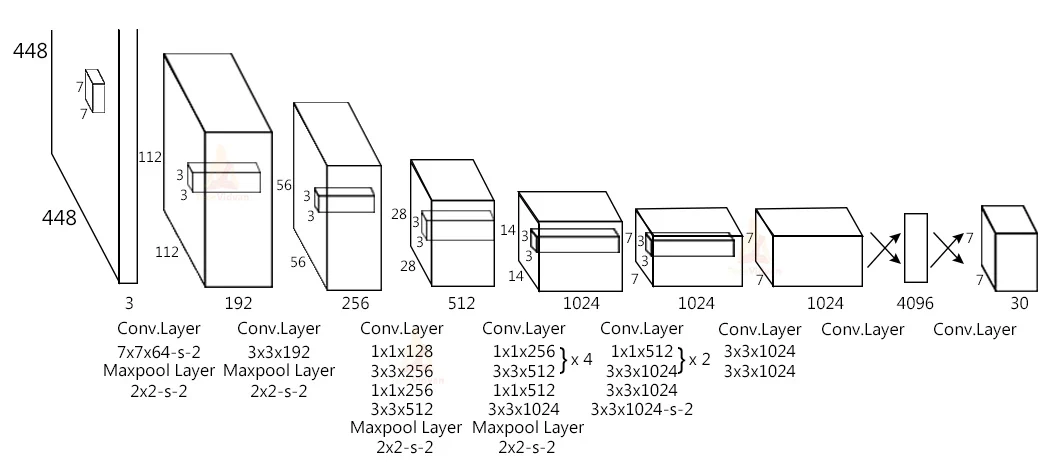 448
7
7
448
3
112
3
3
112
192
56
3
3
56
256
28
3
3
28
512
14
3
3
14
1024
7
3
3
7
1024
7
7
1024
4096
7
7
30
Conv.Layer
7x7x64-s-2
Maxpool Layer
2x2-s-2
Conv.Layer
3x3x192
Maxpool Layer
2x2-s-2
Conv.Layer
1x1x128
3x3x256
1x1x256
3x3x512
Maxpool Layer
2x2-s-2
Conv.Layer
1x1x256
3x3x512
} x 4
1x1x512
3x3x1024
Maxpool Layer
2x2-s-2
Conv.Layer
1x1x512
3x3x1024
} x 2
3x3x1024
3x3x1024-s-2
Conv.Layer
3x3x1024
3x3x1024
Conv.Layer
Conv.Layer